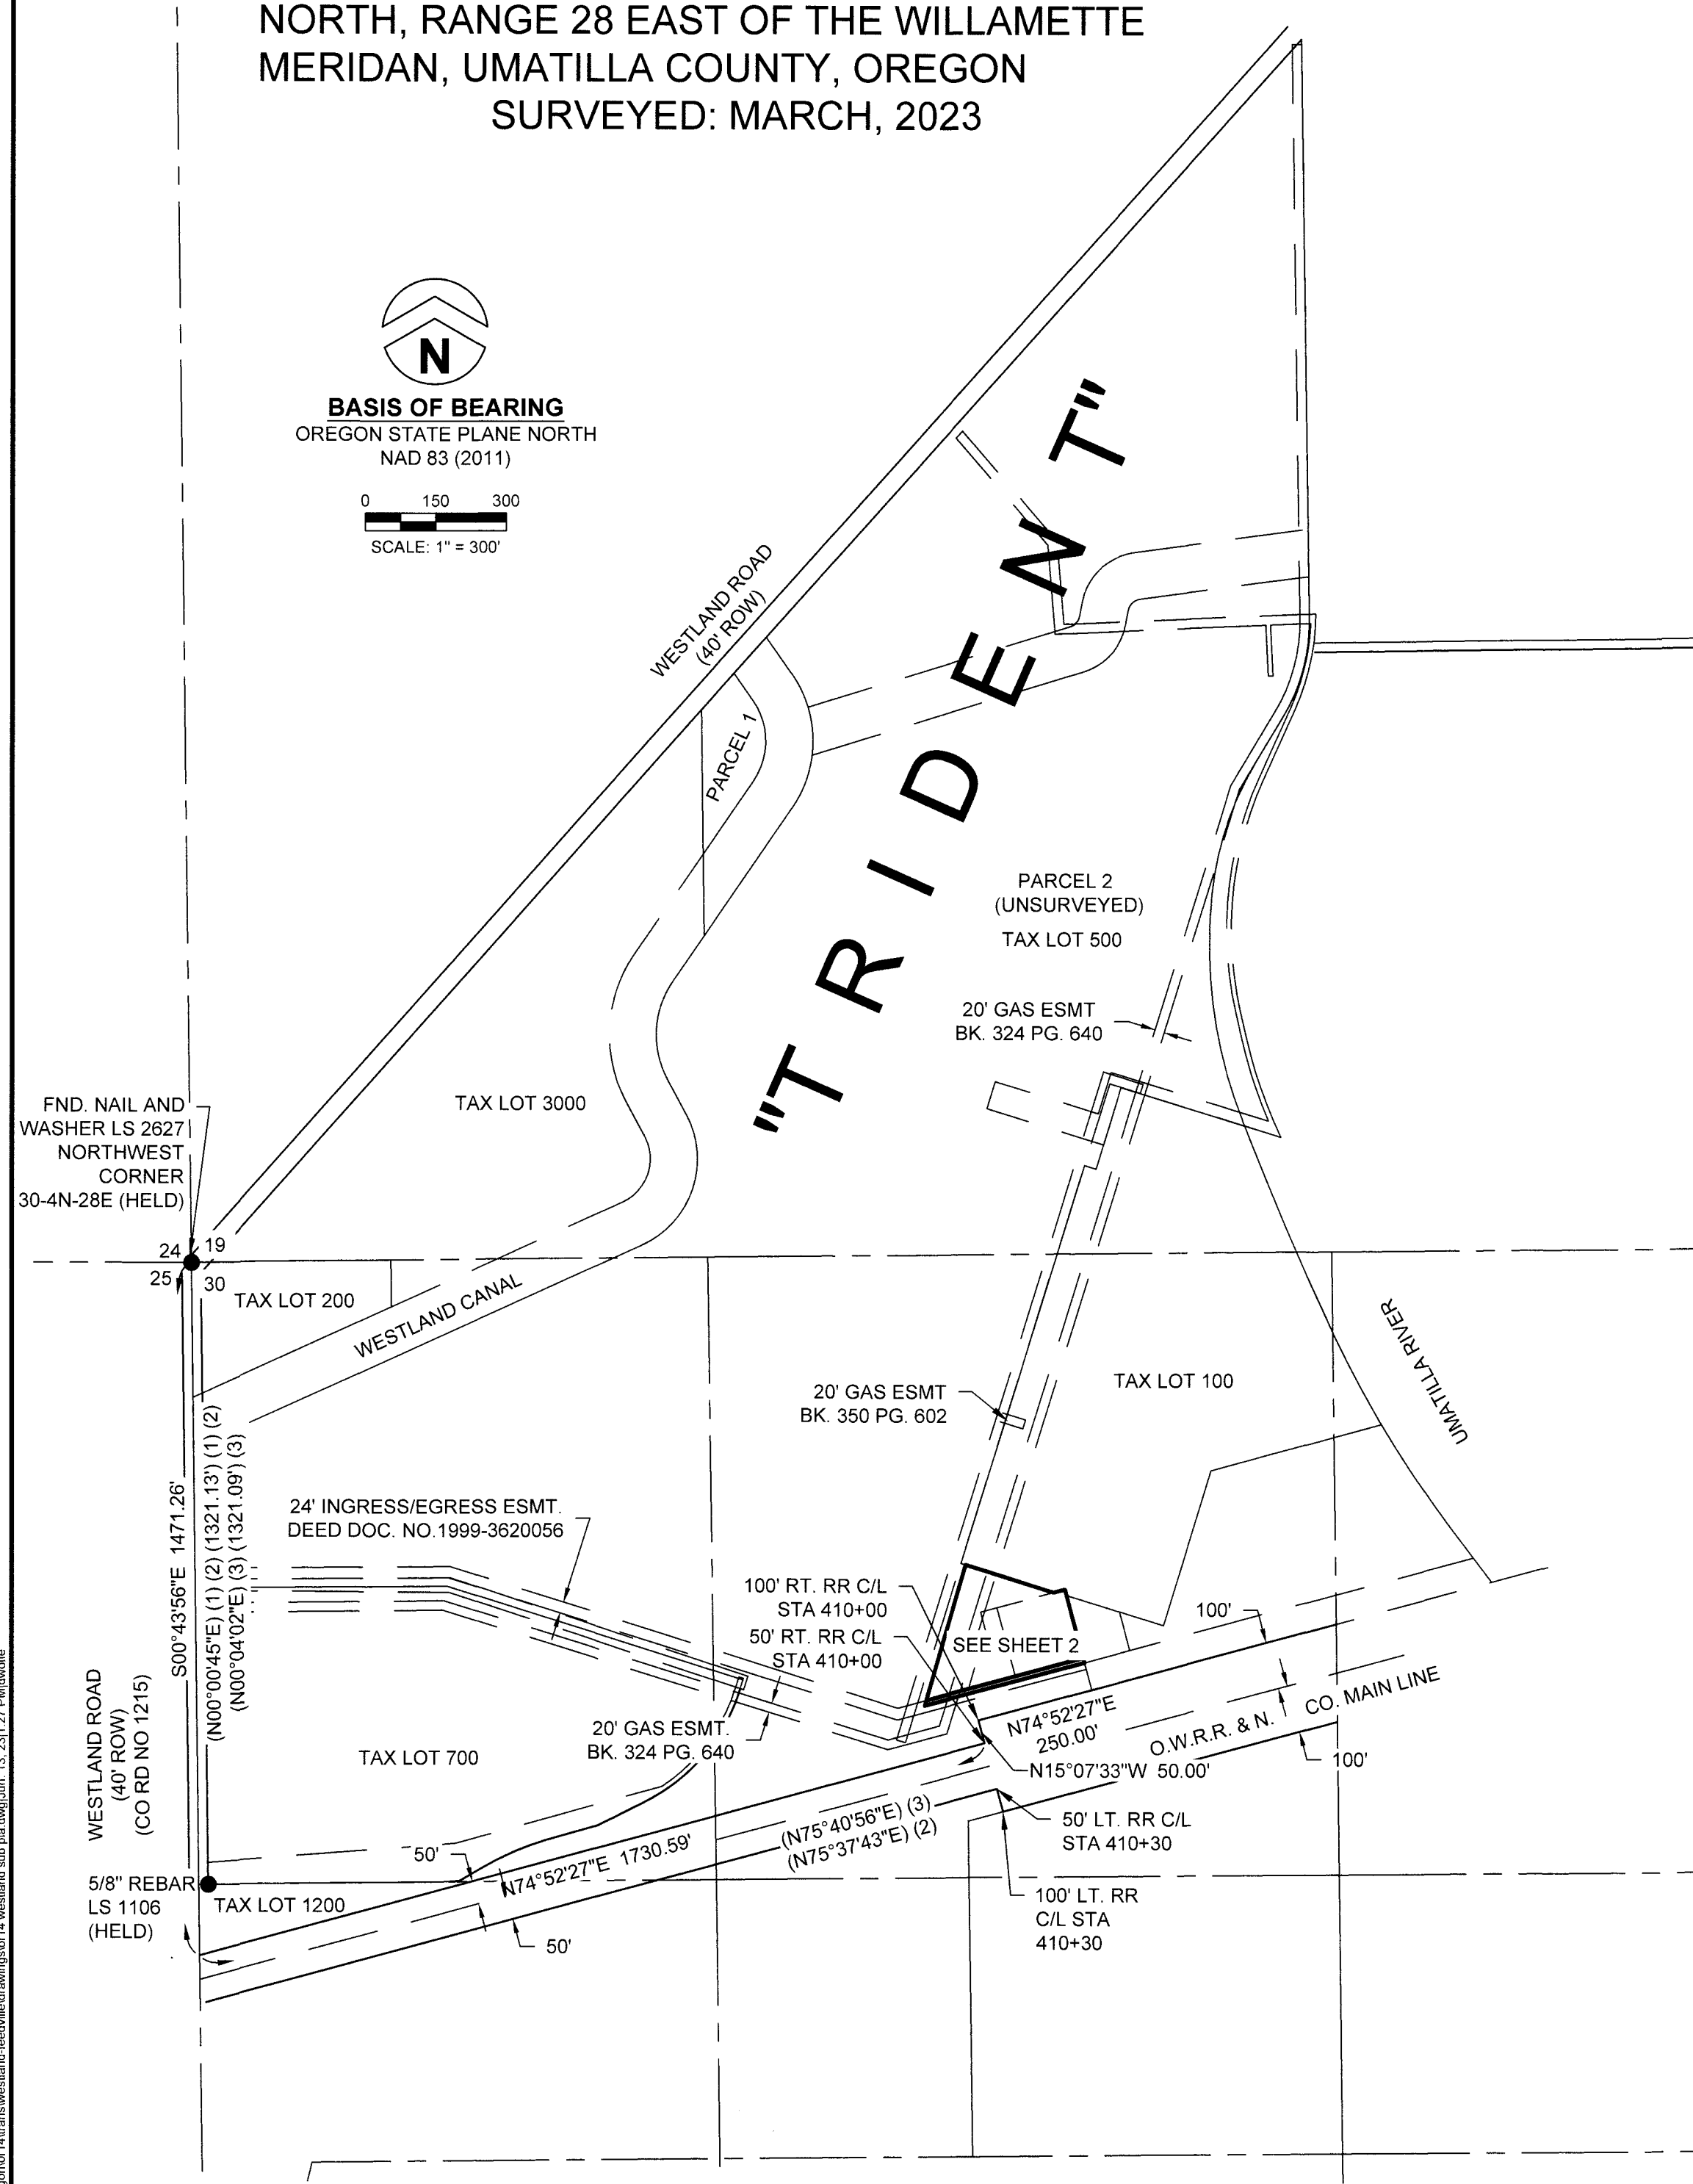 NORTH, RANGE 28 EAST OF THE WILLAMETTE
MERIDAN, UMATILLA COUNTY, OREGON
SURVEYED: MARCH, 2023
N
BASIS OF BEARING
OREGON STATE PLANE NORTH
NAD 83 (2011)
0 150 300
SCALE: 1" = 300'
WESTLAND ROAD
(40' ROW)
PARCEL 1
"TRIDENT"
PARCEL 2
(UNSURVEYED)
TAX LOT 500
20' GAS ESMT
BK. 324 PG. 640
TAX LOT 3000
FND. NAIL AND
WASHER LS 2627
NORTHWEST
CORNER
30-4N-28E (HELD)
24 19
25 30
TAX LOT 200
WESTLAND CANAL
UMATILLA RIVER
TAX LOT 100
20' GAS ESMT
BK. 350 PG. 602
S00°43'56"E 1471.26'
(N00°00'45"E) (1) (2) (1321.13') (1) (2)
(N00°04'02"E) (3) (1321.09') (3)
24' INGRESS/EGRESS ESMT.
DEED DOC. NO.1999-3620056
100' RT. RR C/L
STA 410+00
50' RT. RR C/L
STA 410+00
SEE SHEET 2
100'
WESTLAND ROAD
(40' ROW)
(CO RD NO 1215)
20' GAS ESMT.
BK. 324 PG. 640
TAX LOT 700
N74°52'27"E
250.00'
O.W.R.R. & N. CO. MAIN LINE
N15°07'33"W 50.00'
100'
50' LT. RR C/L
STA 410+30
(N75°40'56"E) (3)
(N75°37'43"E) (2)
N74°52'27"E 1730.59'
50'
5/8" REBAR
LS 1106
(HELD)
TAX LOT 1200
100' LT. RR
C/L STA
410+30
50'